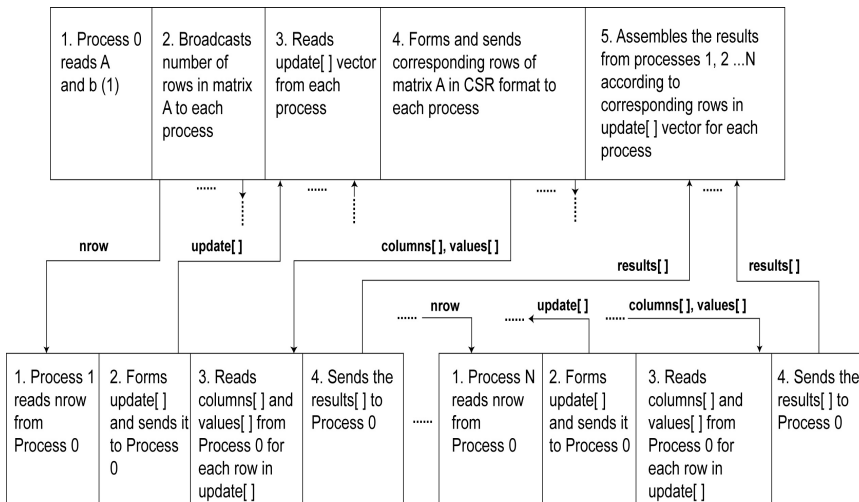 1. Process 0
reads A
and b (1)
2. Broadcasts
number of
rows in matrix
A to each
process
3. Reads
update[ ] vector
from each
process
4. Forms and sends
corresponding rows of
matrix A in CSR format to
each process
5. Assembles the results
from processes 1, 2 ...N
according to
corresponding rows in
update[ ] vector for each
process
......
......
......
......
nrow
update[ ]
columns[ ], values[ ]
results[ ]
results[ ]
......
nrow
......
update[ ]
......
columns[ ], values[ ]
1. Process 1
reads nrow
from
Process 0
2. Forms
update[ ]
and sends it
to Process
0
3. Reads
columns[ ] and
values[ ] from
Process 0 for
each row in
update[ ]
4. Sends the
results[ ] to
Process 0
......
1. Process N
reads nrow
from
Process 0
2. Forms
update[ ]
and sends it
to Process 0
3. Reads
columns[ ] and
values[ ] from
Process 0 for
each row in
update[ ]
4. Sends the
results[ ] to
Process 0